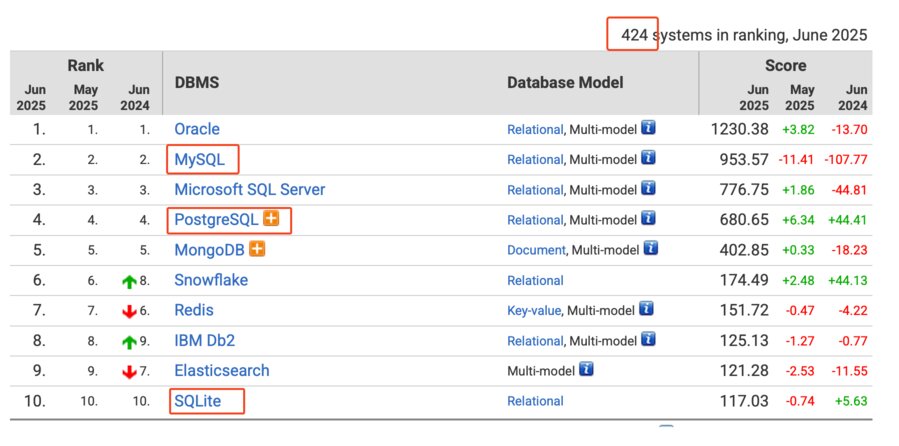 424 systems in ranking, June 2025
Rank DBMS Database Model Score
Jun 2025 May 2025 Jun 2024 Jun 2025 May 2025 Jun 2024
1. 1. 1. Oracle Relational, Multi-model i 1230.38 +3.82 -13.70
2. 2. 2. MySQL Relational, Multi-model i 953.57 -11.41 -107.77
3. 3. 3. Microsoft SQL Server Relational, Multi-model i 776.75 +1.86 -44.81
4. 4. 4. PostgreSQL Relational, Multi-model i 680.65 +6.34 +44.41
5. 5. 5. MongoDB Document, Multi-model i 402.85 +0.33 -18.23
6. 6. 8. Snowflake Relational 174.49 +2.48 +44.13
7. 7. 6. Redis Key-value, Multi-model i 151.72 -0.47 -4.22
8. 8. 9. IBM Db2 Relational, Multi-model i 125.13 -1.27 -0.77
9. 9. 7. Elasticsearch Multi-model i 121.28 -2.53 -11.55
10. 10. 10. SQLite Relational 117.03 -0.74 +5.63